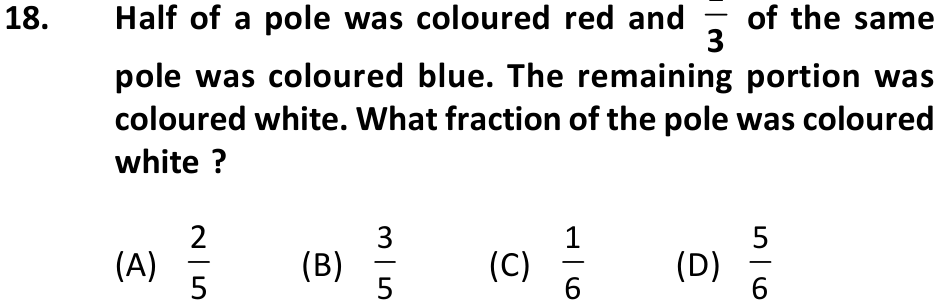 18. Half of a pole was coloured red and /3 of the same
pole was coloured blue. The remaining portion was
coloured white. What fraction of the pole was coloured
white ?
(A) 2/5 (B) 3/5 (C) 1/6 (D) 5/6